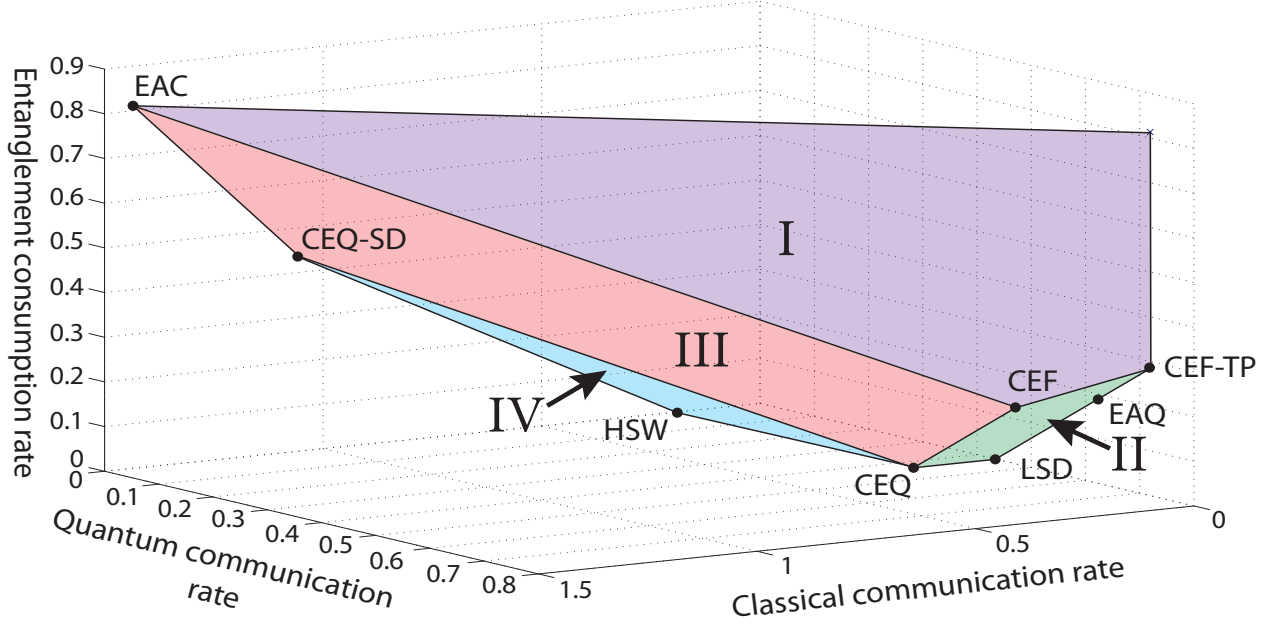 Entanglement consumption rate
0.9
0.8
0.7
0.6
0.5
0.4
0.3
0.2
0.1
0
EAC
CEQ-SD
I
III
IV
HSW
CEF
CEF-TP
EAQ
II
LSD
CEQ
0
0.1
0.2
0.3
0.4
0.5
0.6
0.7
0.8
Quantum communication
rate
1.5
1
0.5
0
Classical communication rate